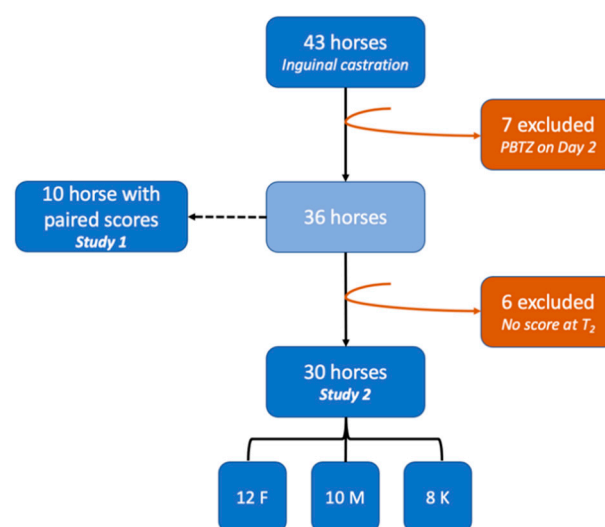 43 horses
Inguinal castration
7 excluded
PBTZ on Day 2
10 horse with
paired scores
Study 1
36 horses
6 excluded
No score at T₂
30 horses
Study 2
12 F
10 M
8 K